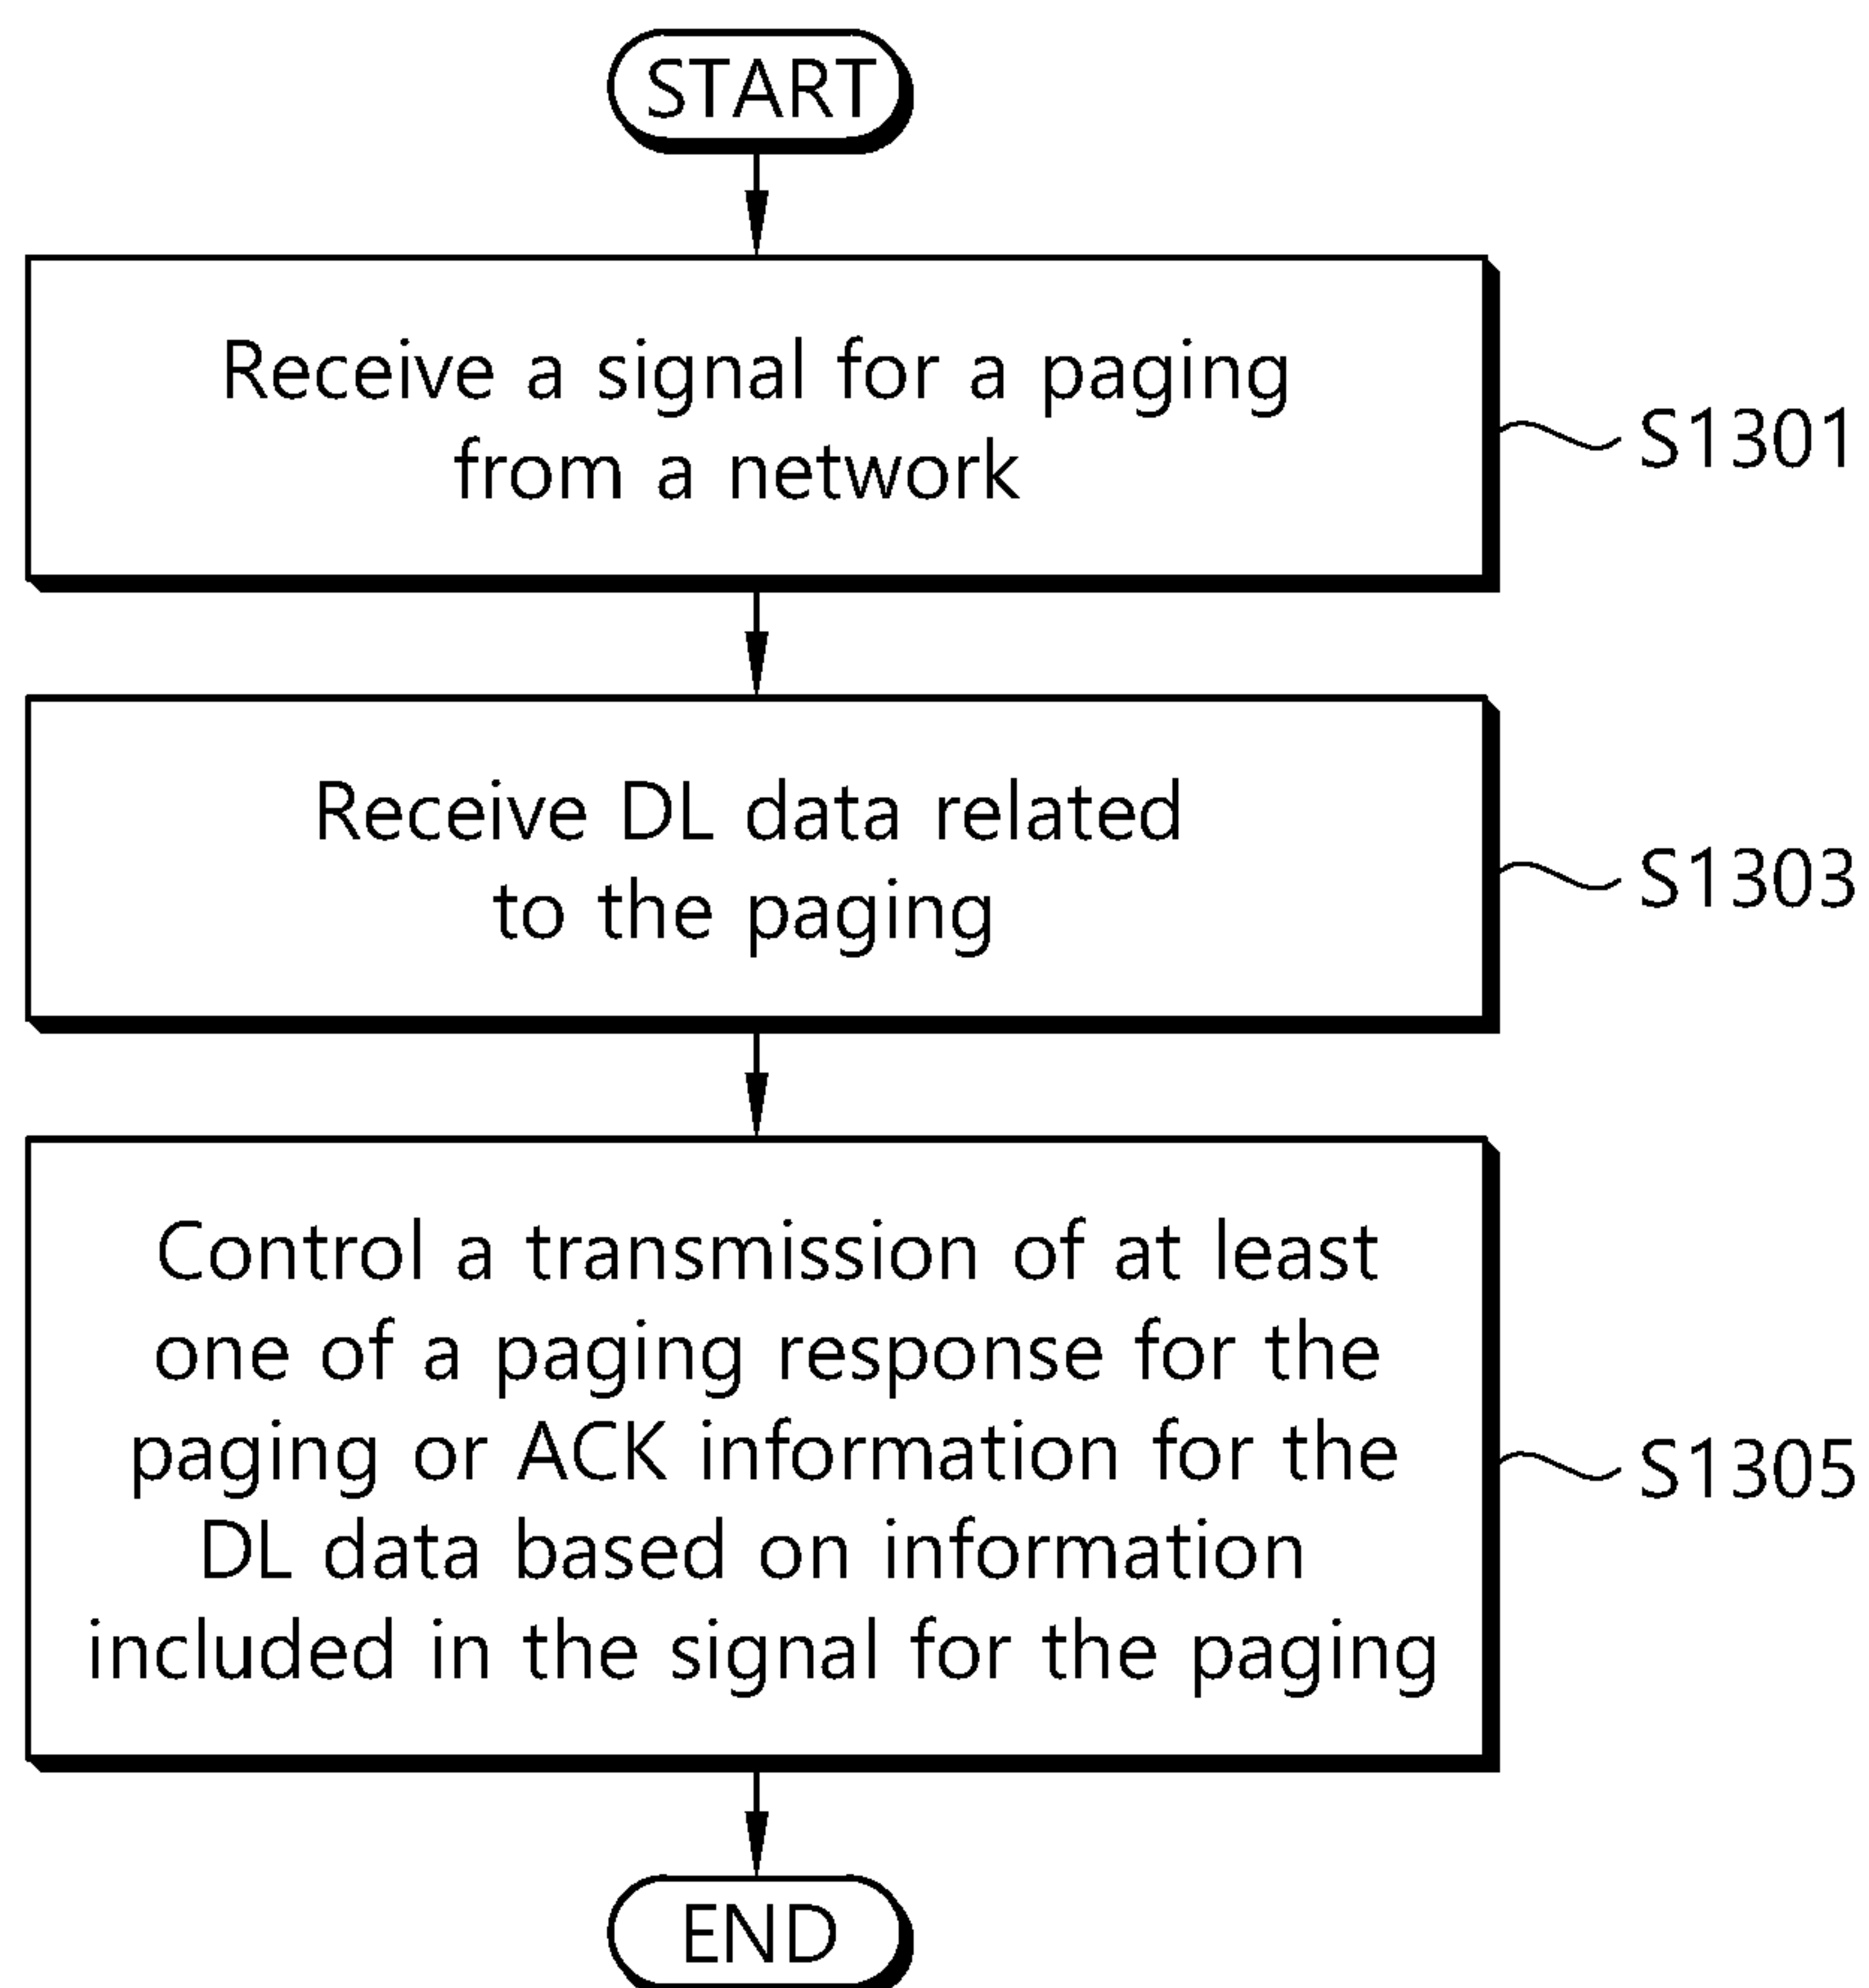 START
Receive a signal for a paging
from a network
S1301
Receive DL data related
to the paging
S1303
Control a transmission of at least
one of a paging response for the
paging or ACK information for the
DL data based on information
included in the signal for the paging
S1305
END